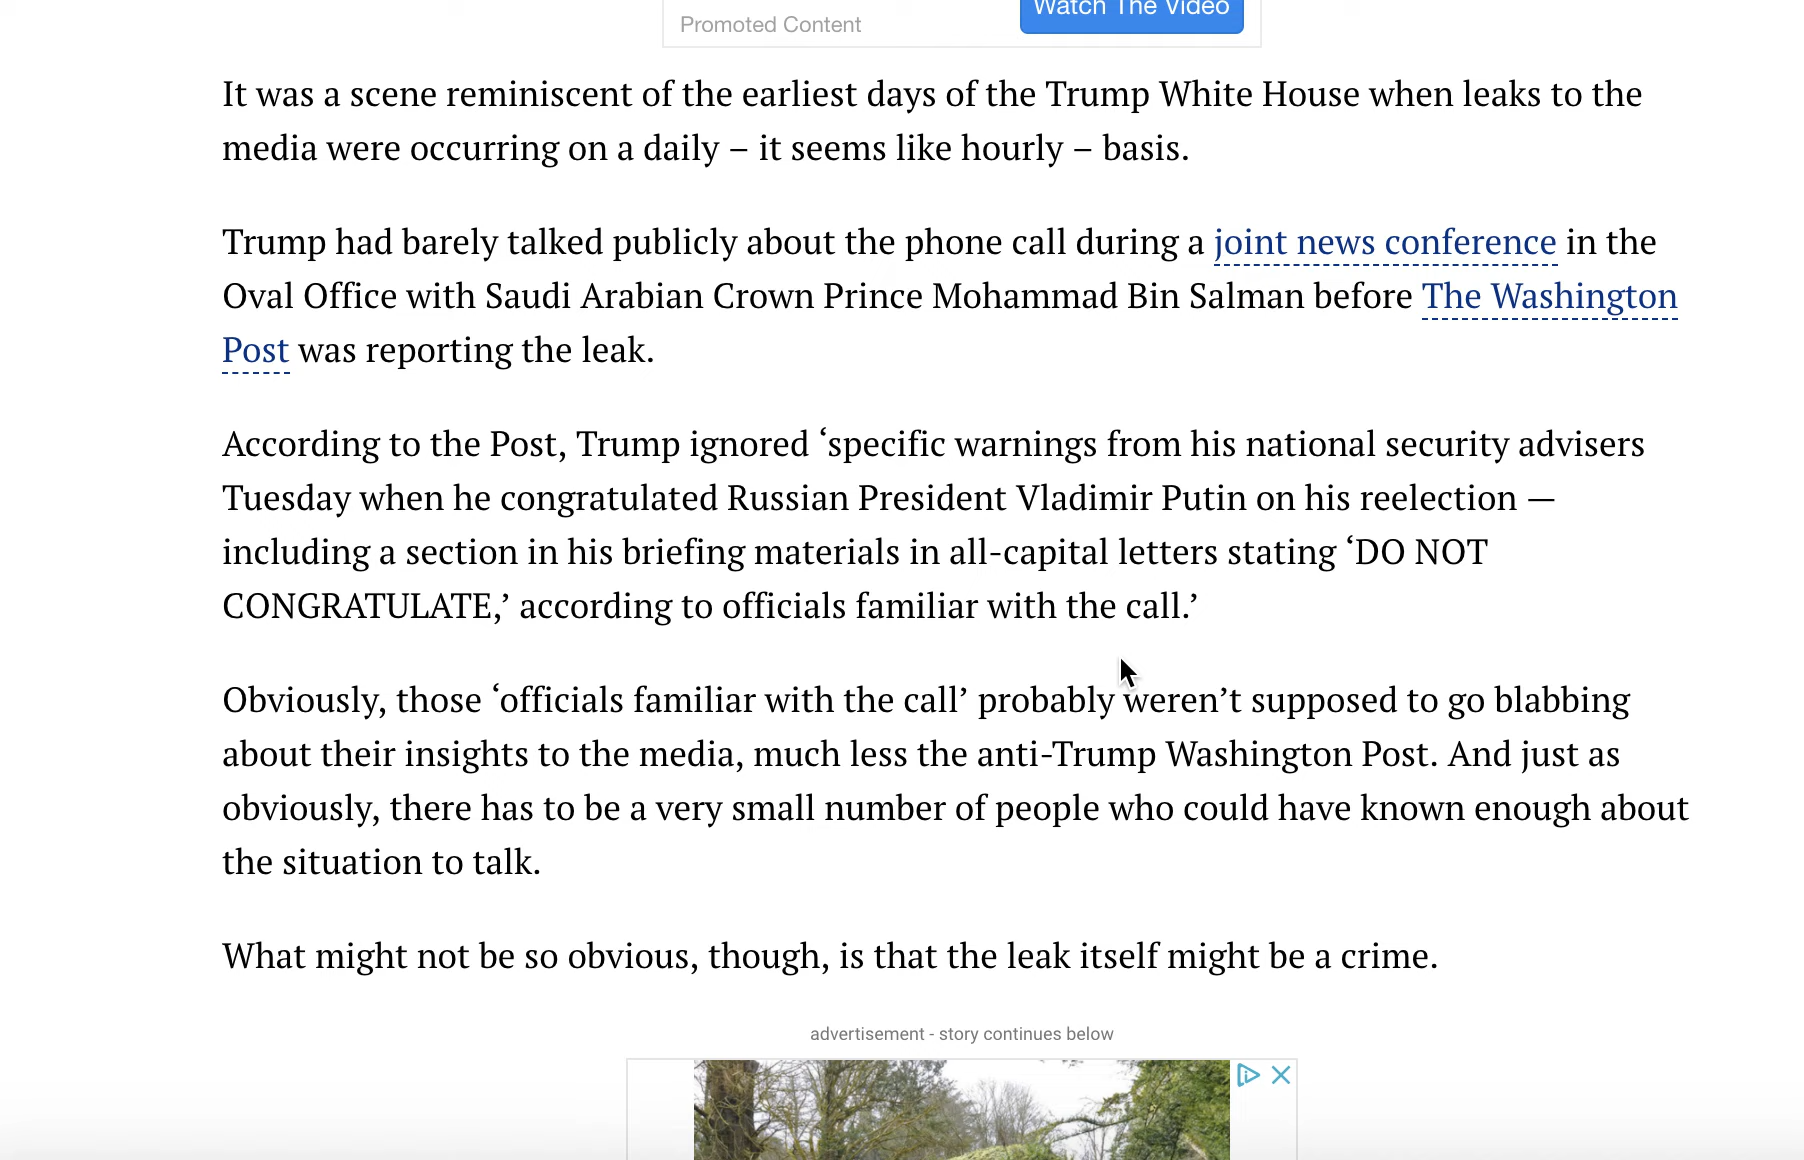 Watch The Video
Promoted Content
It was a scene reminiscent of the earliest days of the Trump White House when leaks to the
media were occurring on a daily – it seems like hourly – basis.
Trump had barely talked publicly about the phone call during a joint news conference in the
Oval Office with Saudi Arabian Crown Prince Mohammad Bin Salman before The Washington
Post was reporting the leak.
According to the Post, Trump ignored ‘specific warnings from his national security advisers
Tuesday when he congratulated Russian President Vladimir Putin on his reelection —
including a section in his briefing materials in all-capital letters stating ‘DO NOT
CONGRATULATE,’ according to officials familiar with the call.’
Obviously, those ‘officials familiar with the call’ probably weren’t supposed to go blabbing
about their insights to the media, much less the anti-Trump Washington Post. And just as
obviously, there has to be a very small number of people who could have known enough about
the situation to talk.
What might not be so obvious, though, is that the leak itself might be a crime.
advertisement - story continues below